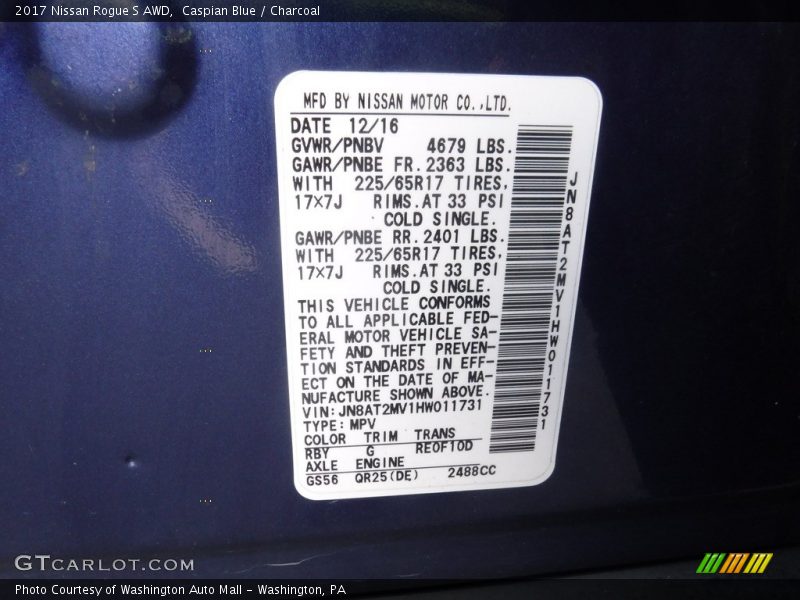 2017 Nissan Rogue S AWD,  Caspian Blue / Charcoal
MFD BY NISSAN MOTOR CO.,LTD.
DATE 12/16
GVWR/PNBV 4679 LBS.
GAWR/PNBE FR. 2363 LBS.
WITH 225/65R17 TIRES,
17×7J RIMS. AT 33 PSI
COLD SINGLE.
GAWR/PNBE RR. 2401 LBS.
WITH 225/65R17 TIRES,
17×7J RIMS. AT 33 PSI
COLD SINGLE.
THIS VEHICLE CONFORMS
TO ALL APPLICABLE FED-
ERAL MOTOR VEHICLE SA-
FETY AND THEFT PREVEN-
TION STANDARDS IN EFF-
ECT ON THE DATE OF MA-
NUFACTURE SHOWN ABOVE.
VIN: JN8AT2MV1HW011731
TYPE: MPV
COLOR TRIM TRANS
RBY G RE0F10D
AXLE ENGINE
GS56 QR25(DE) 2488CC
JN8AT2MV1HW011731
GTCARLOT.COM
Photo Courtesy of Washington Auto Mall - Washington, PA